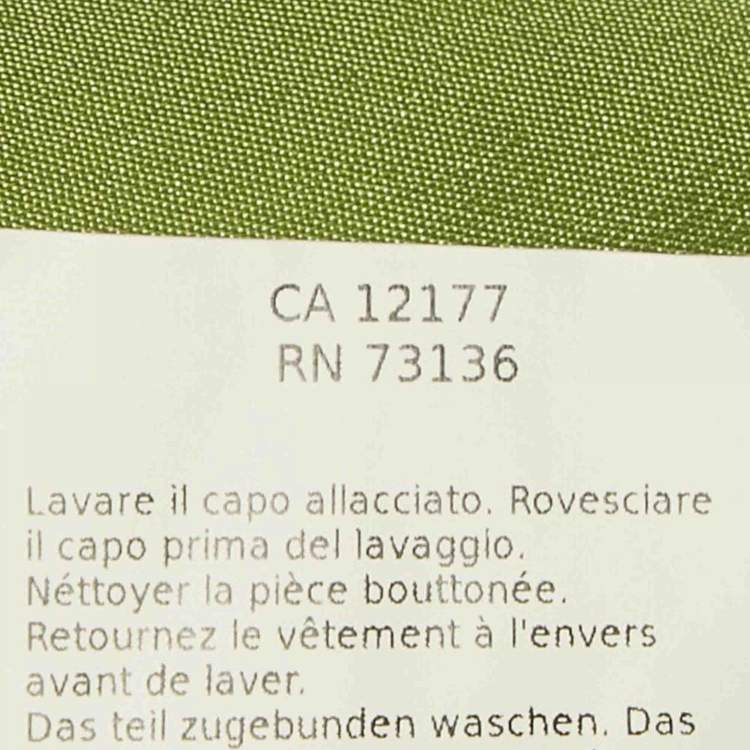 CA 12177
RN 73136
Lavare il capo allacciato. Rovesciare
il capo prima del lavaggio.
Néttoyer la pièce bouttonée.
Retournez le vêtement à l'envers
avant de laver.
Das teil zugebunden waschen. Das